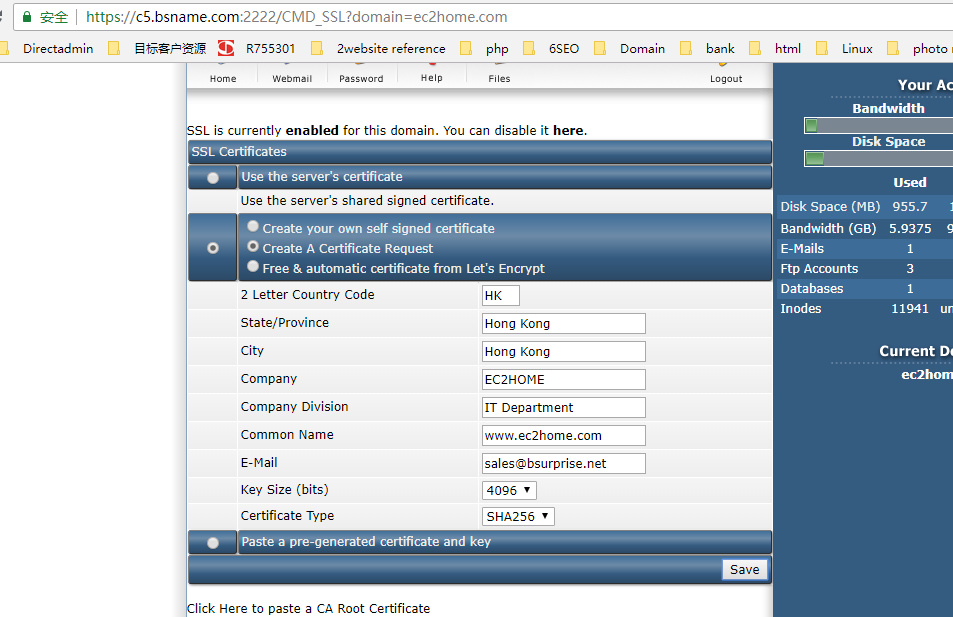 安全 https://c5.bsname.com:2222/CMD_SSL?domain=ec2home.com
Directadmin 目标客户资源 R755301 2website reference php 6SEO Domain bank html Linux photo
Home Webmail Password Help Files Logout
SSL is currently enabled for this domain. You can disable it here.
SSL Certificates
Use the server's certificate
Use the server's shared signed certificate.
Create your own self signed certificate
Create A Certificate Request
Free & automatic certificate from Let's Encrypt
2 Letter Country Code HK
State/Province Hong Kong
City Hong Kong
Company EC2HOME
Company Division IT Department
Common Name www.ec2home.com
E-Mail sales@bsurprise.net
Key Size (bits) 4096
Certificate Type SHA256
Paste a pre-generated certificate and key
Save
Click Here to paste a CA Root Certificate
Your Ac
Bandwidth
Disk Space
Used
Disk Space (MB) 955.7
Bandwidth (GB) 5.9375
E-Mails 1
Ftp Accounts 3
Databases 1
Inodes 11941 un
Current Do
ec2hom